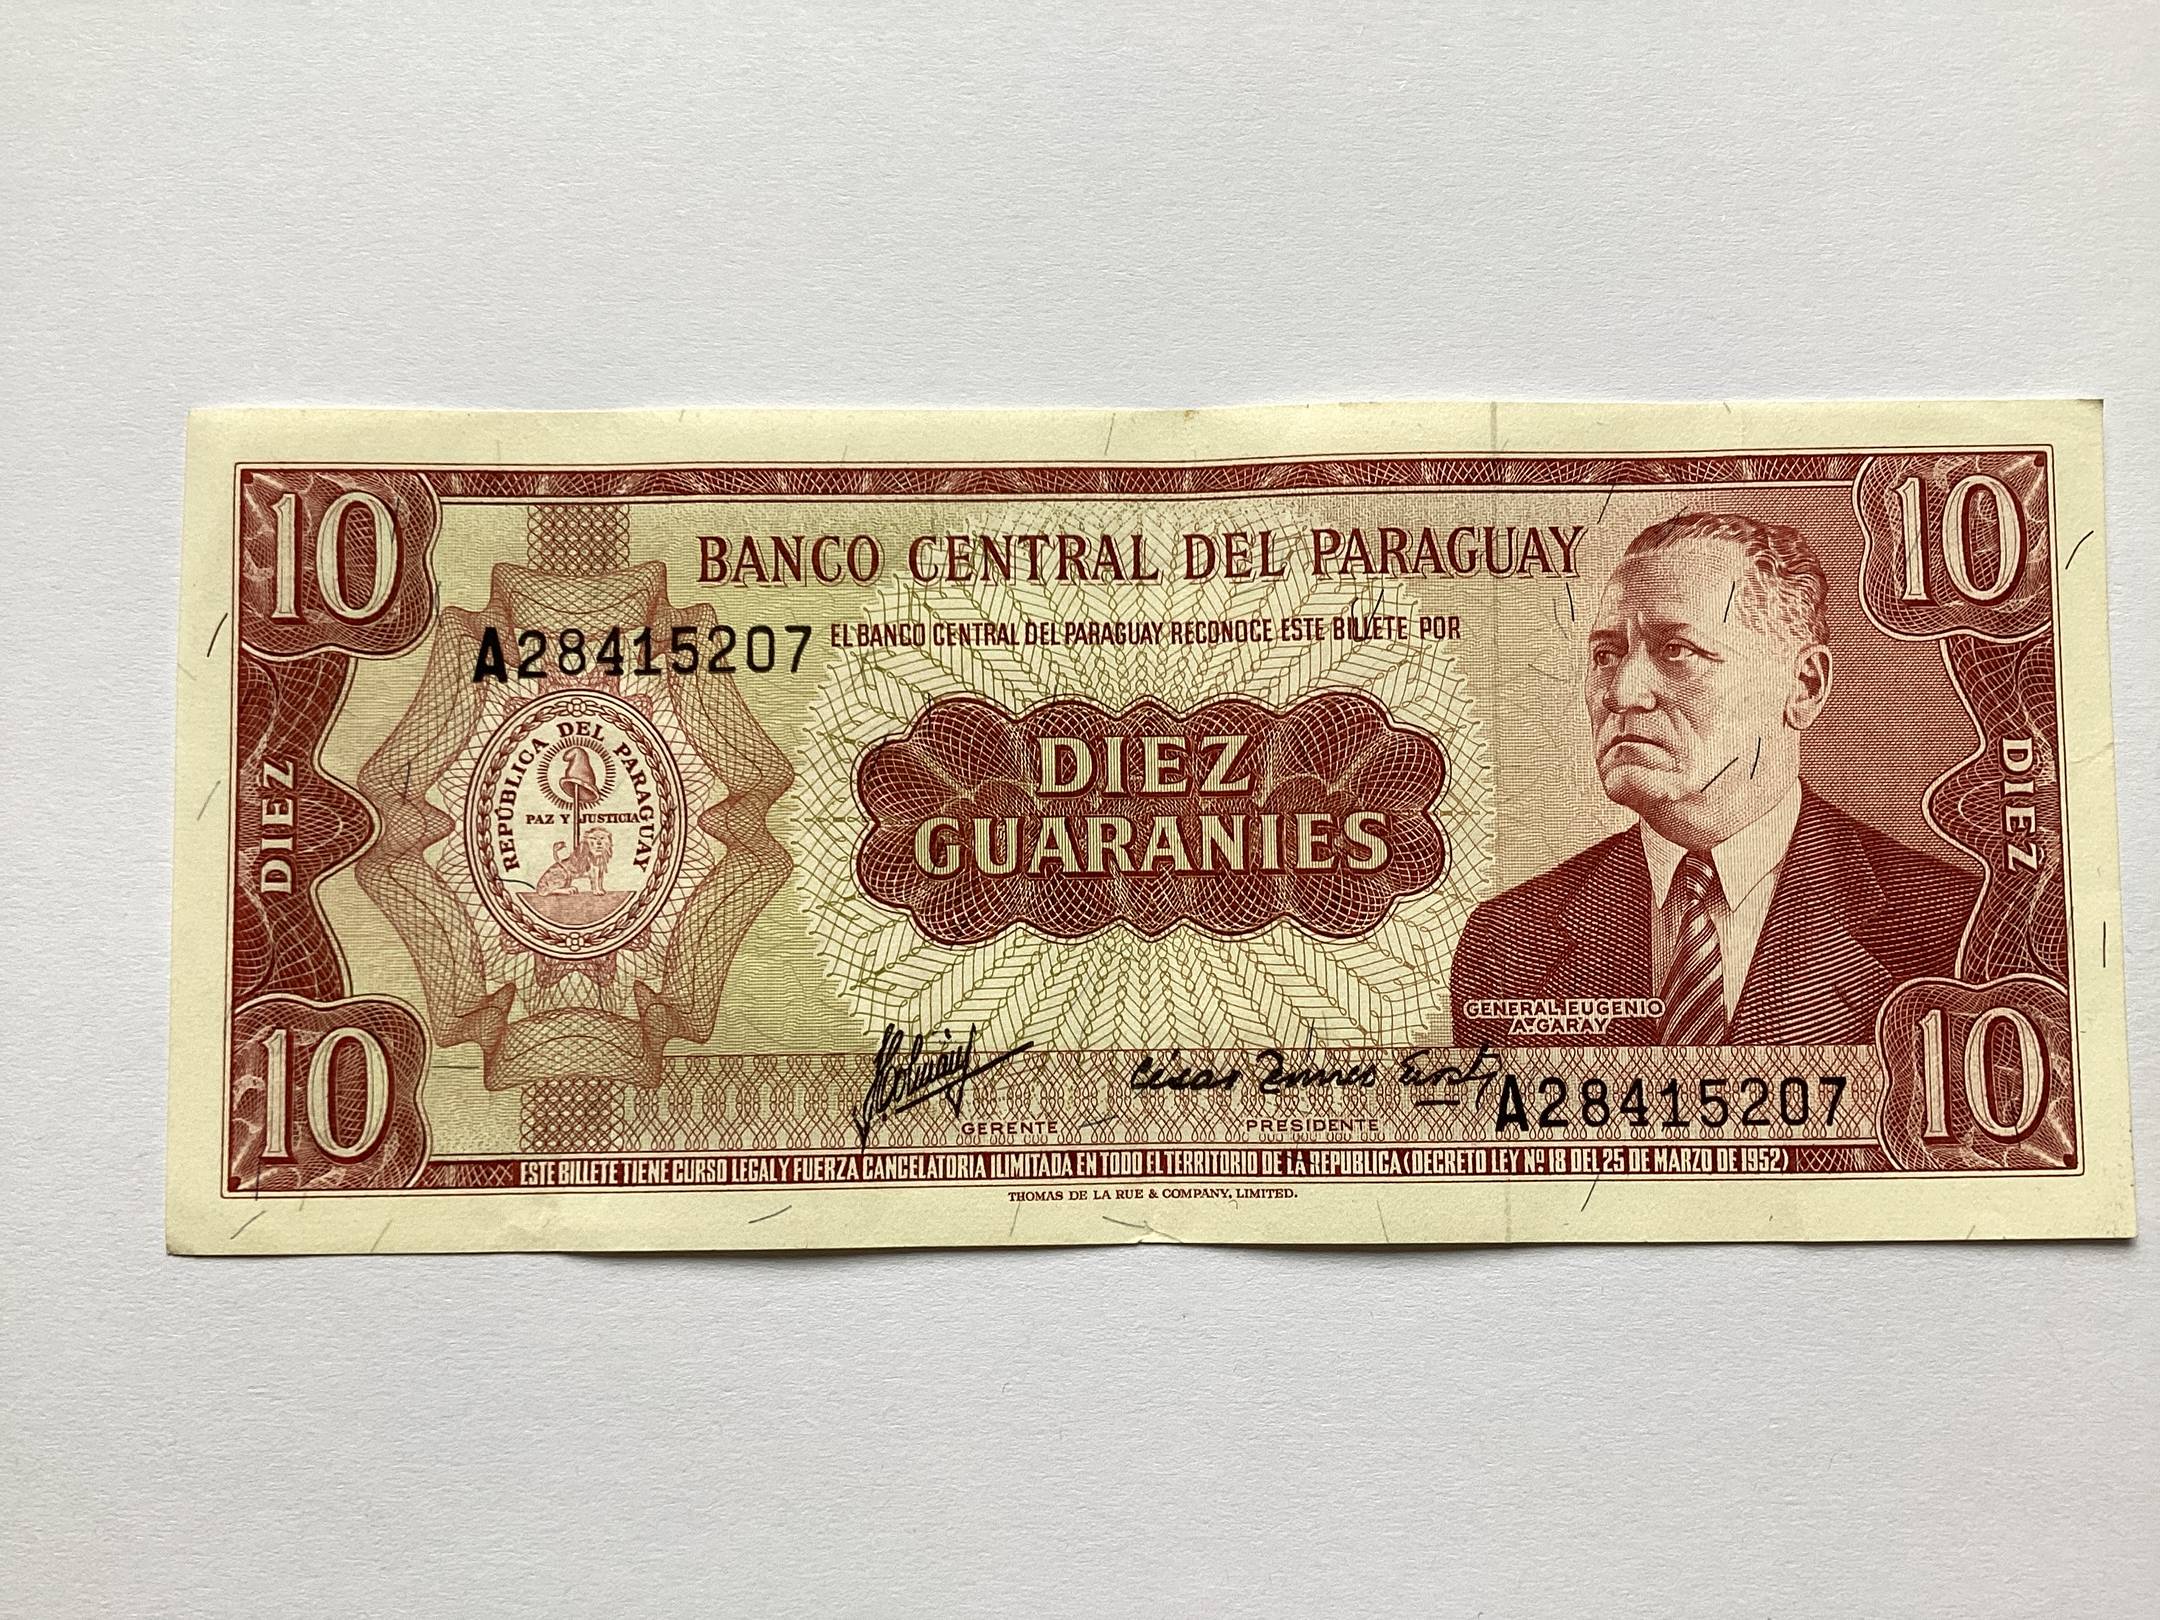 10
10
BANCO CENTRAL DEL PARAGUAY
A28415207
EL BANCO CENTRAL DEL PARAGUAY RECONOCE ESTE BILLETE POR
REPÚBLICA DEL PARAGUAY
PAZ Y JUSTICIA
DIEZ
DIEZ
GUARANIES
DIEZ
GENERAL EUGENIO
A. GARAY
A28415207
GERENTE
PRESIDENTE
10
10
ESTE BILLETE TIENE CURSO LEGAL Y FUERZA CANCELATORIA ILIMITADA EN TODO EL TERRITORIO DE LA REPUBLICA (DECRETO LEY Nº 18 DEL 25 DE MARZO DE 1952)
THOMAS DE LA RUE & COMPANY, LIMITED.